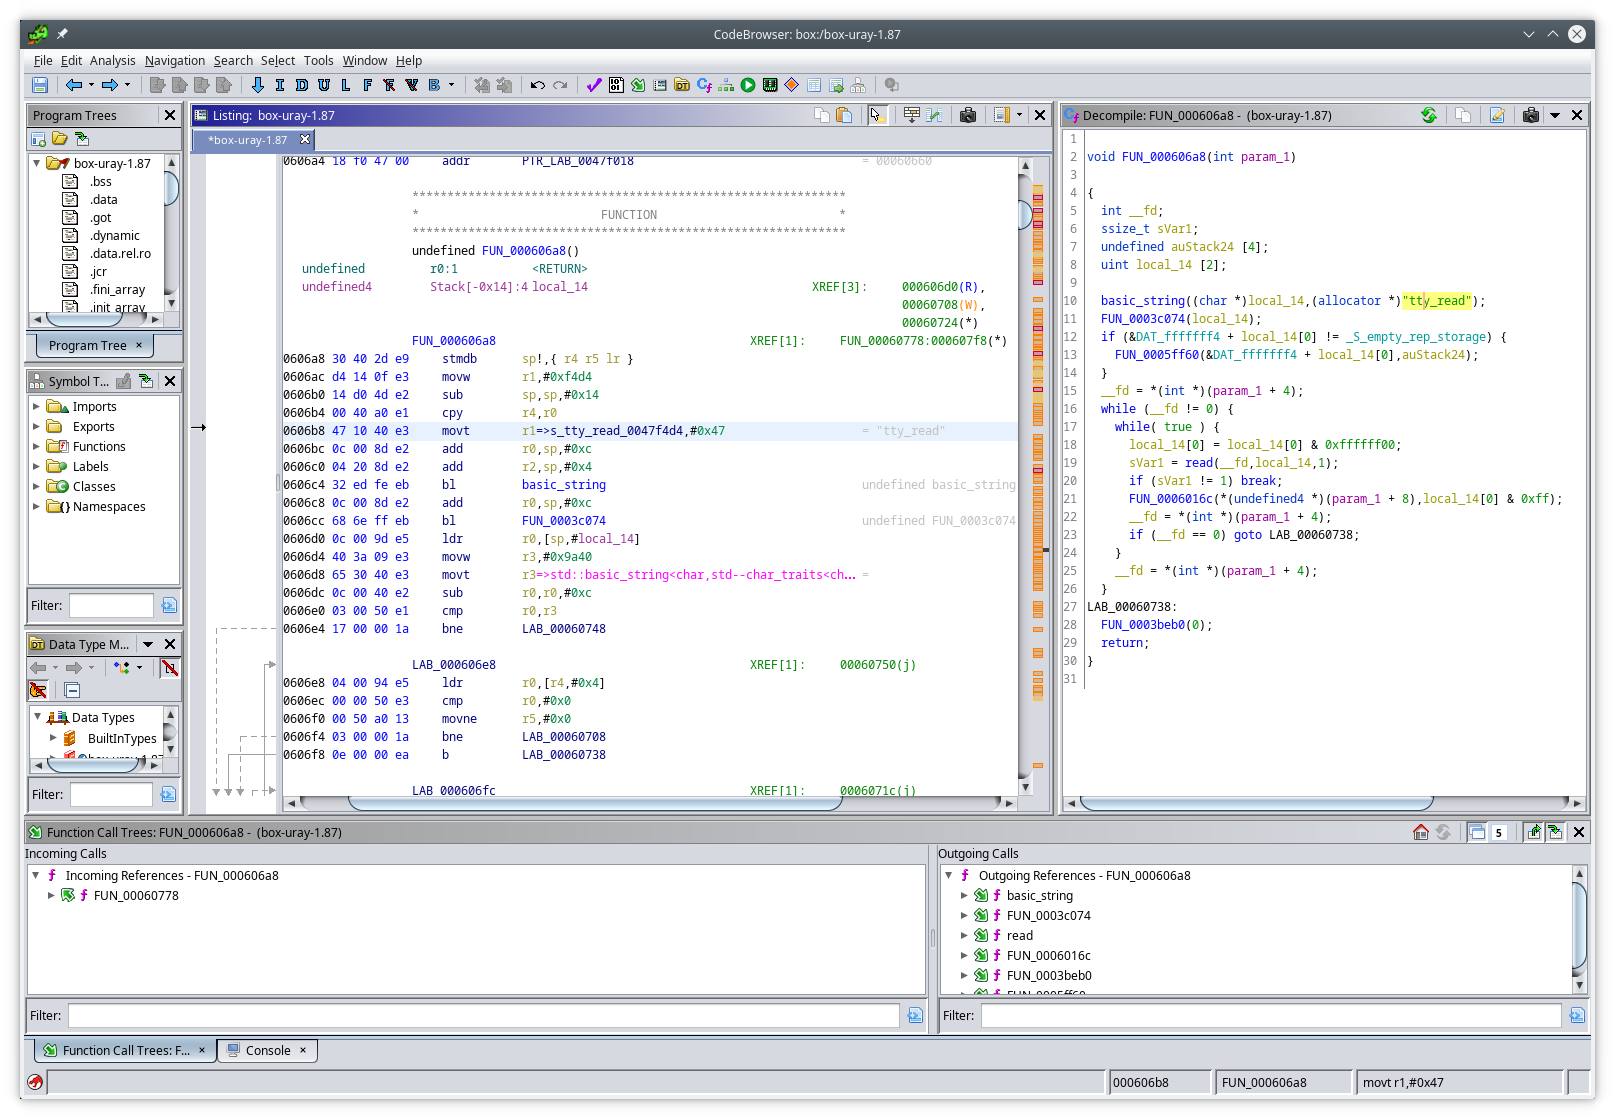 CodeBrowser: box:/box-uray-1.87
File Edit Analysis Navigation Search Select Tools Window Help
I D U L F B
Program Trees
box-uray-1.87
.bss
.data
.got
.dynamic
.data.rel.ro
.jcr
.fini_array
.init_array
Program Tree ×
Symbol T...
Imports
Exports
Functions
Labels
Classes
Namespaces
Filter:
Data Type M...
Data Types
BuiltInTypes
box-uray-1.87
Filter:
Listing: box-uray-1.87
*box-uray-1.87
0606a4 18 f0 47 00 addr PTR_LAB_0047f018 = 00060660
**************************************************************
* FUNCTION *
**************************************************************
undefined FUN_000606a8()
undefined r0:1 <RETURN>
undefined4 Stack[-0x14]:4 local_14 XREF[3]: 000606d0(R),
00060708(W),
00060724(*)
FUN_000606a8 XREF[1]: FUN_00060778:000607f8(*)
0606a8 30 40 2d e9 stmdb sp!,{ r4 r5 lr }
0606ac d4 14 0f e3 movw r1,#0xf4d4
0606b0 14 d0 4d e2 sub sp,sp,#0x14
0606b4 00 40 a0 e1 cpy r4,r0
0606b8 47 10 40 e3 movt r1=>s_tty_read_0047f4d4,#0x47 = "tty_read"
0606bc 0c 00 8d e2 add r0,sp,#0xc
0606c0 04 20 8d e2 add r2,sp,#0x4
0606c4 32 ed fe eb bl basic_string undefined basic_string
0606c8 0c 00 8d e2 add r0,sp,#0xc
0606cc 68 6e ff eb bl FUN_0003c074 undefined FUN_0003c074
0606d0 0c 00 9d e5 ldr r0,[sp,#local_14]
0606d4 40 3a 09 e3 movw r3,#0x9a40
0606d8 65 30 40 e3 movt r3=>std::basic_string<char,std--char_traits<ch... =
0606dc 0c 00 40 e2 sub r0,r0,#0xc
0606e0 03 00 50 e1 cmp r0,r3
0606e4 17 00 00 1a bne LAB_00060748
LAB_000606e8 XREF[1]: 00060750(j)
0606e8 04 00 94 e5 ldr r0,[r4,#0x4]
0606ec 00 00 50 e3 cmp r0,#0x0
0606f0 00 50 a0 13 movne r5,#0x0
0606f4 03 00 00 1a bne LAB_00060708
0606f8 0e 00 00 ea b LAB_00060738
LAB_000606fc XREF[1]: 0006071c(j)
Decompile: FUN_000606a8 - (box-uray-1.87)
1
2 void FUN_000606a8(int param_1)
3
4 {
5 int __fd;
6 ssize_t sVar1;
7 undefined auStack24 [4];
8 uint local_14 [2];
9
10 basic_string((char *)local_14,(allocator *)"tty_read");
11 FUN_0003c074(local_14);
12 if (&DAT_fffffff4 + local_14[0] != _S_empty_rep_storage) {
13 FUN_0005ff60(&DAT_fffffff4 + local_14[0],auStack24);
14 }
15 __fd = *(int *)(param_1 + 4);
16 while (__fd != 0) {
17 while( true ) {
18 local_14[0] = local_14[0] & 0xffffff00;
19 sVar1 = read(__fd,local_14,1);
20 if (sVar1 != 1) break;
21 FUN_0006016c(*(undefined4 *)(param_1 + 8),local_14[0] & 0xff);
22 __fd = *(int *)(param_1 + 4);
23 if (__fd == 0) goto LAB_00060738;
24 }
25 __fd = *(int *)(param_1 + 4);
26 }
27 LAB_00060738:
28 FUN_0003beb0(0);
29 return;
30 }
31
Function Call Trees: FUN_000606a8 - (box-uray-1.87)
5
Incoming Calls
Incoming References - FUN_000606a8
FUN_00060778
Filter:
Outgoing Calls
Outgoing References - FUN_000606a8
basic_string
FUN_0003c074
read
FUN_0006016c
FUN_0003beb0
FUN_0005ff60
Filter:
Function Call Trees: F... ×
Console ×
000606b8 FUN_000606a8 movt r1,#0x47